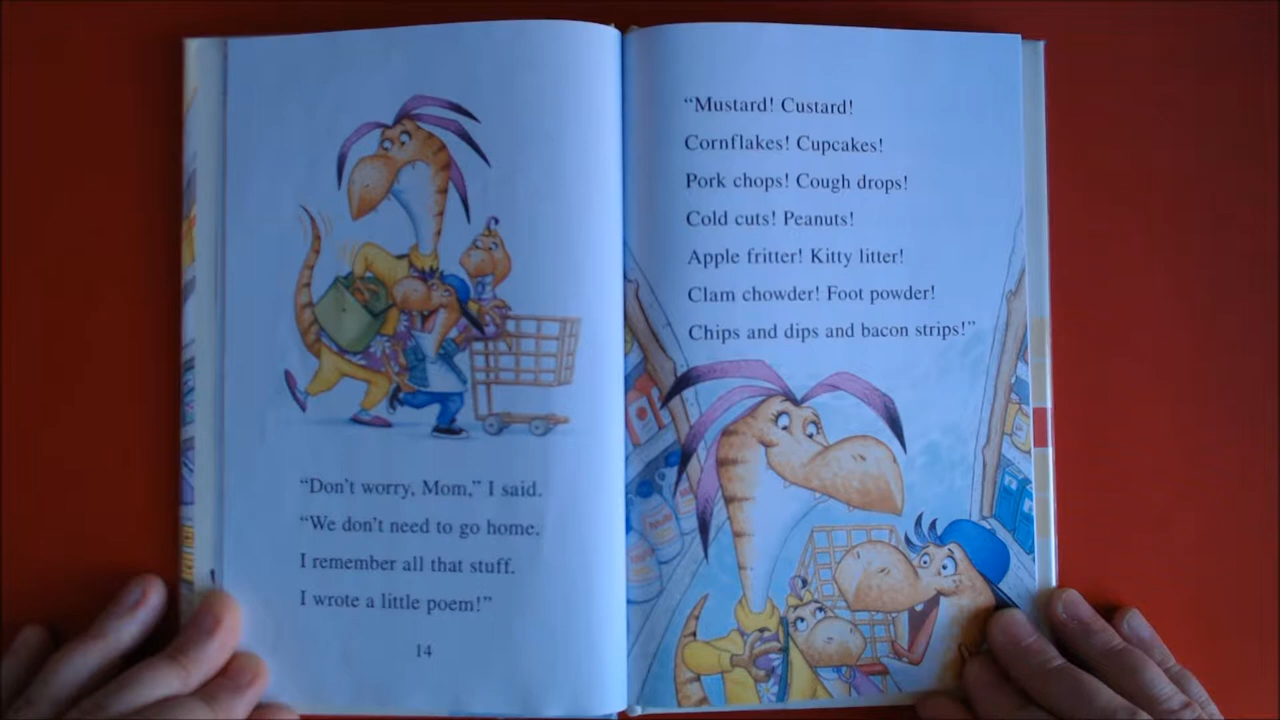 “Don't worry, Mom,” I said.
“We don't need to go home.
I remember all that stuff.
I wrote a little poem!”
14
“Mustard! Custard!
Cornflakes! Cupcakes!
Pork chops! Cough drops!
Cold cuts! Peanuts!
Apple fritter! Kitty litter!
Clam chowder! Foot powder!
Chips and dips and bacon strips!”